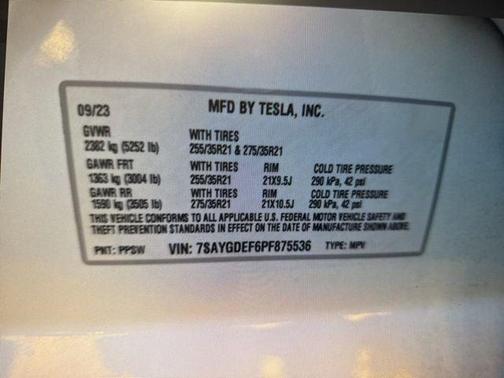 09/23 MFD BY TESLA, INC.
GVWR
2382 kg (5252 lb)
WITH TIRES
255/35R21 & 275/35R21
GAWR FRT WITH TIRES RIM COLD TIRE PRESSURE
1363 kg (3004 lb) 255/35R21 21X9.5J 290 kPa, 42 psi
GAWR RR WITH TIRES RIM COLD TIRE PRESSURE
1590 kg (3505 lb) 275/35R21 21X10.5J 290 kPa, 42 psi
THIS VEHICLE CONFORMS TO ALL APPLICABLE U.S. FEDERAL MOTOR VEHICLE SAFETY AND
THEFT PREVENTION STANDARDS IN EFFECT ON THE DATE OF MANUFACTURE SHOWN ABOVE.
PNT: PPSW VIN: 7SAYGDEF6PF875536 TYPE: MPV